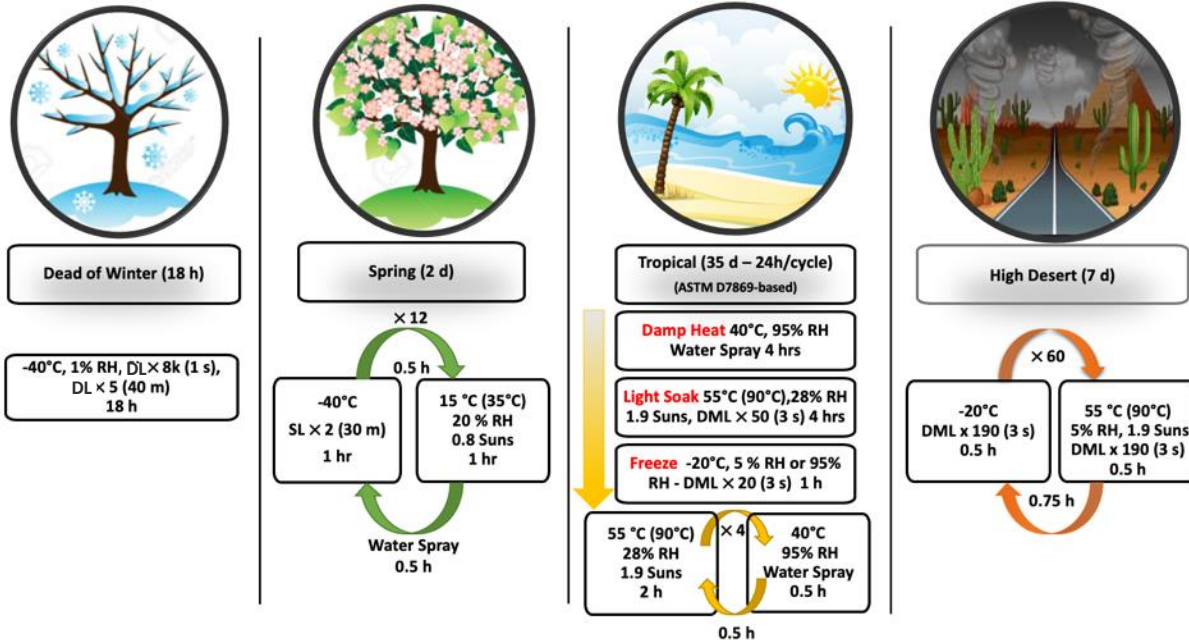 Dead of Winter (18 h)
-40°C, 1% RH, DL × 8k (1 s),
DL × 5 (40 m)
18 h
Spring (2 d)
× 12
0.5 h
-40°C
SL × 2 (30 m)
1 hr
15 °C (35°C)
20 % RH
0.8 Suns
1 hr
Water Spray
0.5 h
Tropical (35 d – 24h/cycle)
(ASTM D7869-based)
Damp Heat 40°C, 95% RH
Water Spray 4 hrs
Light Soak 55°C (90°C),28% RH
1.9 Suns, DML × 50 (3 s) 4 hrs
Freeze -20°C, 5 % RH or 95%
RH - DML × 20 (3 s) 1 h
55 °C (90°C)
28% RH
1.9 Suns
2 h
× 4
40°C
95% RH
Water Spray
0.5 h
0.5 h
High Desert (7 d)
× 60
-20°C
DML x 190 (3 s)
0.5 h
55 °C (90°C)
5% RH, 1.9 Suns
DML x 190 (3 s)
0.5 h
0.75 h